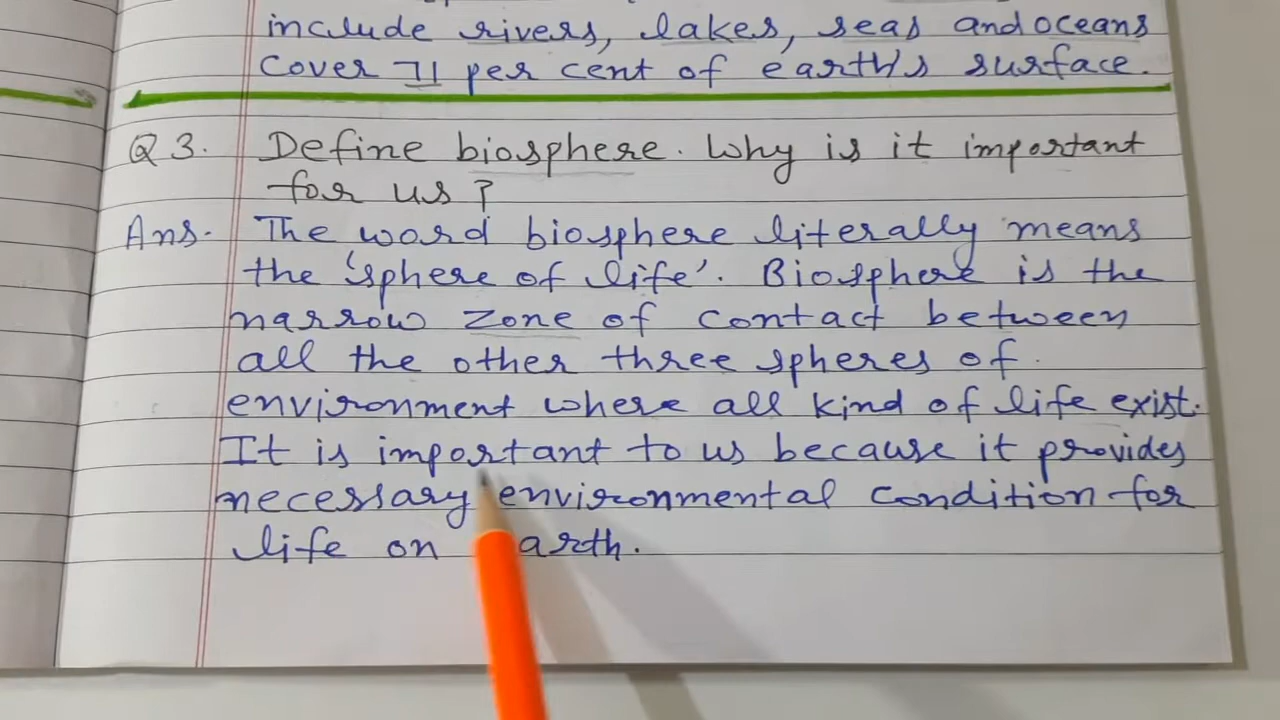 include rivers, lakes, seas and oceans
cover 71 per cent of earth's surface.
Q 3. Define biosphere. Why is it important
for us?
Ans. The word biosphere literally means
the 'sphere of life'. Biosphere is the
narrow zone of contact between
all the other three spheres of
environment where all kind of life exist.
It is important to us because it provides
necessary environmental condition for
life on arth.